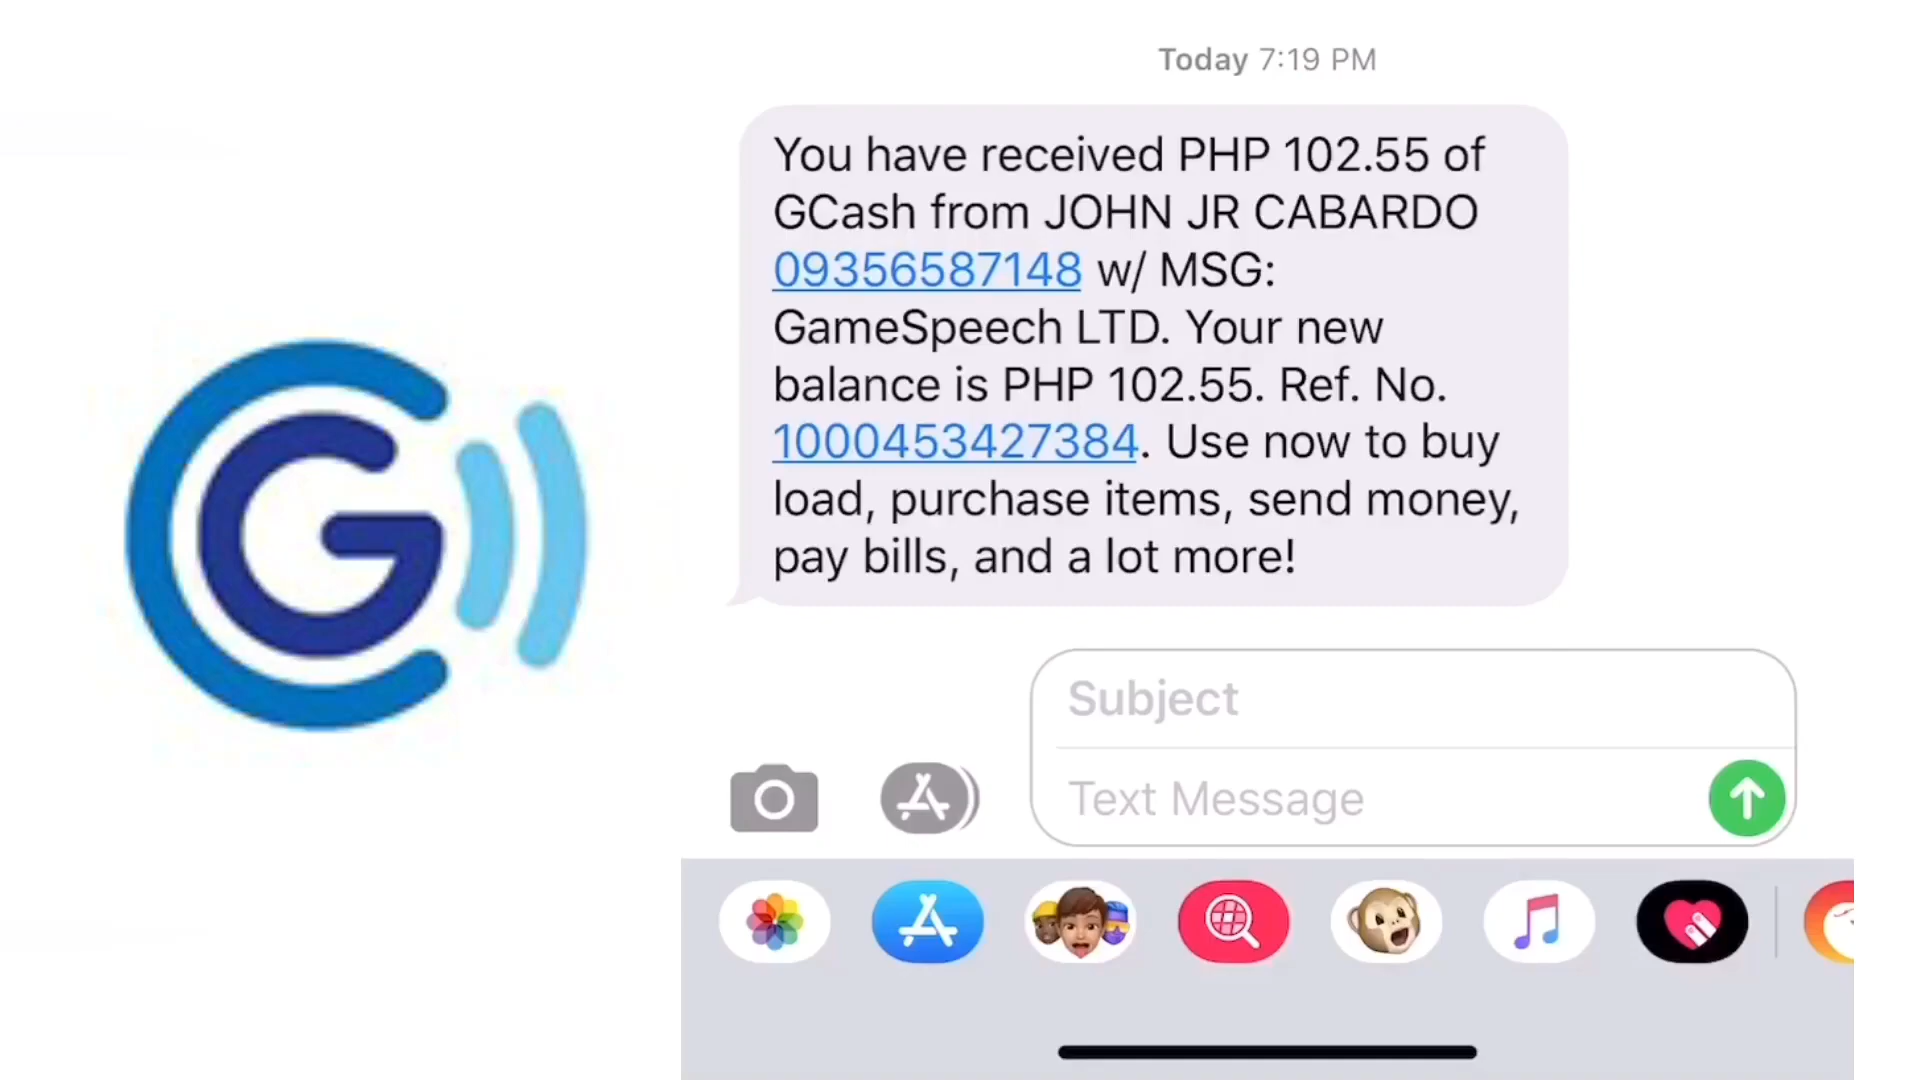 Today 7:19 PM
You have received PHP 102.55 of
GCash from JOHN JR CABARDO
09356587148 w/ MSG:
GameSpeech LTD. Your new
balance is PHP 102.55. Ref. No.
1000453427384. Use now to buy
load, purchase items, send money,
pay bills, and a lot more!
Subject
Text Message